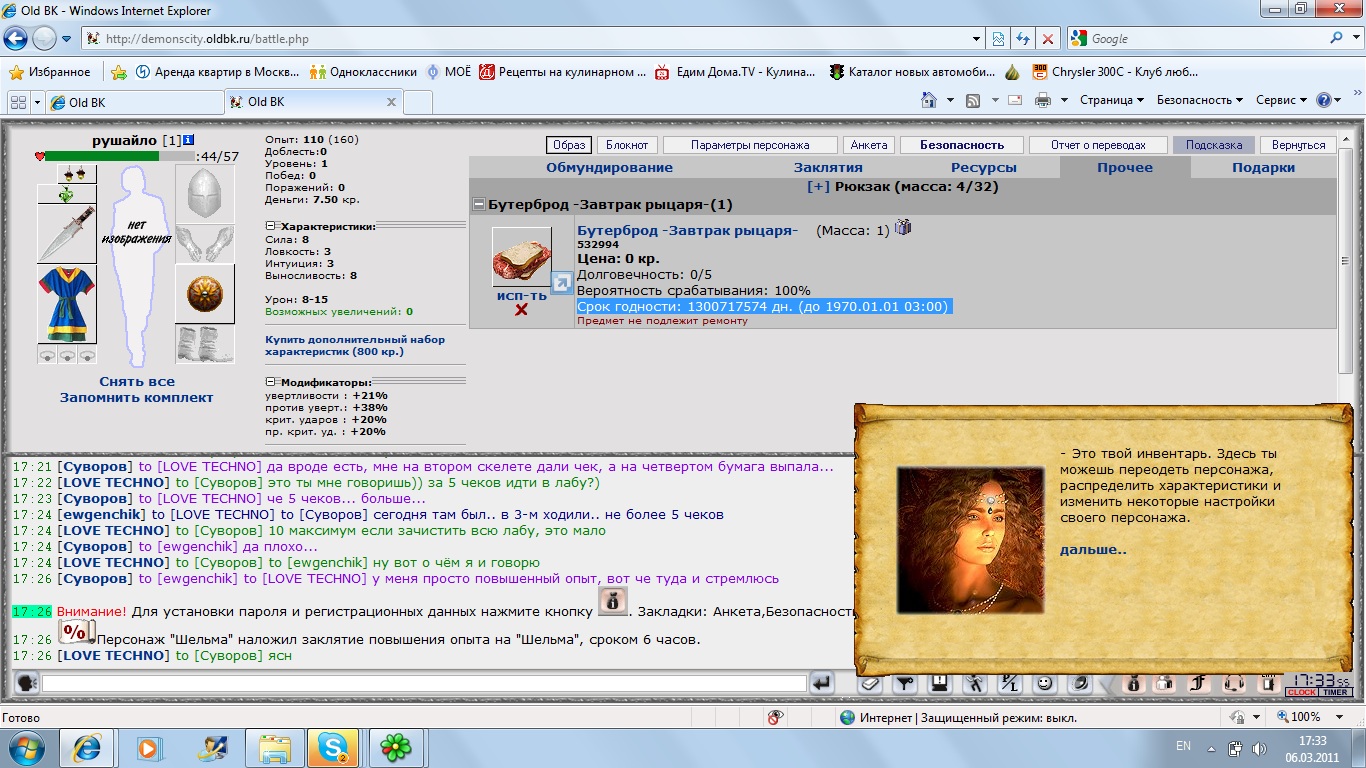 Old BK - Windows Internet Explorer
http://demonscity.oldbk.ru/battle.php
Google
Избранное
Аренда квартир в Москв...
Одноклассники
МОЁ
Рецепты на кулинарном ...
Едим Дома.TV - Кулина...
Каталог новых автомоби...
Chrysler 300C - Клуб люб...
Old BK
Old BK
Страница
Безопасность
Сервис
рушайло [1]
:44/57
нет
изображения
Снять все
Запомнить комплект
Опыт: 110 (160)
Доблесть:0
Уровень: 1
Побед: 0
Поражений: 0
Деньги: 7.50 кр.
Характеристики:
Сила: 8
Ловкость: 3
Интуиция: 3
Выносливость: 8
Урон: 8-15
Возможных увеличений: 0
Купить дополнительный набор
характеристик (800 кр.)
Модификаторы:
увертливости : +21%
против уверт.: +38%
крит. ударов : +20%
пр. крит. уд. : +20%
Образ
Блокнот
Параметры персонажа
Анкета
Безопасность
Отчет о переводах
Подсказка
Вернуться
Обмундирование
Заклятия
Ресурсы
Прочее
Подарки
[+] Рюкзак (масса: 4/32)
Бутерброд -Завтрак рыцаря-(1)
исп-ть
Бутерброд -Завтрак рыцаря- (Масса: 1)
532994
Цена: 0 кр.
Долговечность: 0/5
Вероятность срабатывания: 100%
Срок годности: 1300717574 дн. (до 1970.01.01 03:00)
Предмет не подлежит ремонту
17:21 [Суворов] to [LOVE TECHNO] да вроде есть, мне на втором скелете дали чек, а на четвертом бумага выпала...
17:22 [LOVE TECHNO] to [Суворов] это ты мне говоришь)) за 5 чеков идти в лабу?)
17:23 [Суворов] to [LOVE TECHNO] че 5 чеков... больше...
17:24 [ewgenchik] to [LOVE TECHNO] to [Суворов] сегодня там был.. в 3-м ходили.. не более 5 чеков
17:24 [LOVE TECHNO] to [Суворов] 10 максимум если зачистить всю лабу, это мало
17:24 [Суворов] to [ewgenchik] да плохо...
17:24 [LOVE TECHNO] to [Суворов] to [ewgenchik] ну вот о чём я и говорю
17:26 [Суворов] to [ewgenchik] to [LOVE TECHNO] у меня просто повышенный опыт, вот че туда и стремлюсь
17:26 Внимание! Для установки пароля и регистрационных данных нажмите кнопку . Закладки: Анкета,Безопасность
17:26 % Персонаж "Шельма" наложил заклятие повышения опыта на "Шельма", сроком 6 часов.
17:26 [LOVE TECHNO] to [Суворов] ясн
- Это твой инвентарь. Здесь ты
можешь переодеть персонажа,
распределить характеристики и
изменить некоторые настройки
своего персонажа.
дальше..
17:33 55
CLOCK TIMER
Готово
Интернет | Защищенный режим: выкл.
100%
EN
17:33
06.03.2011